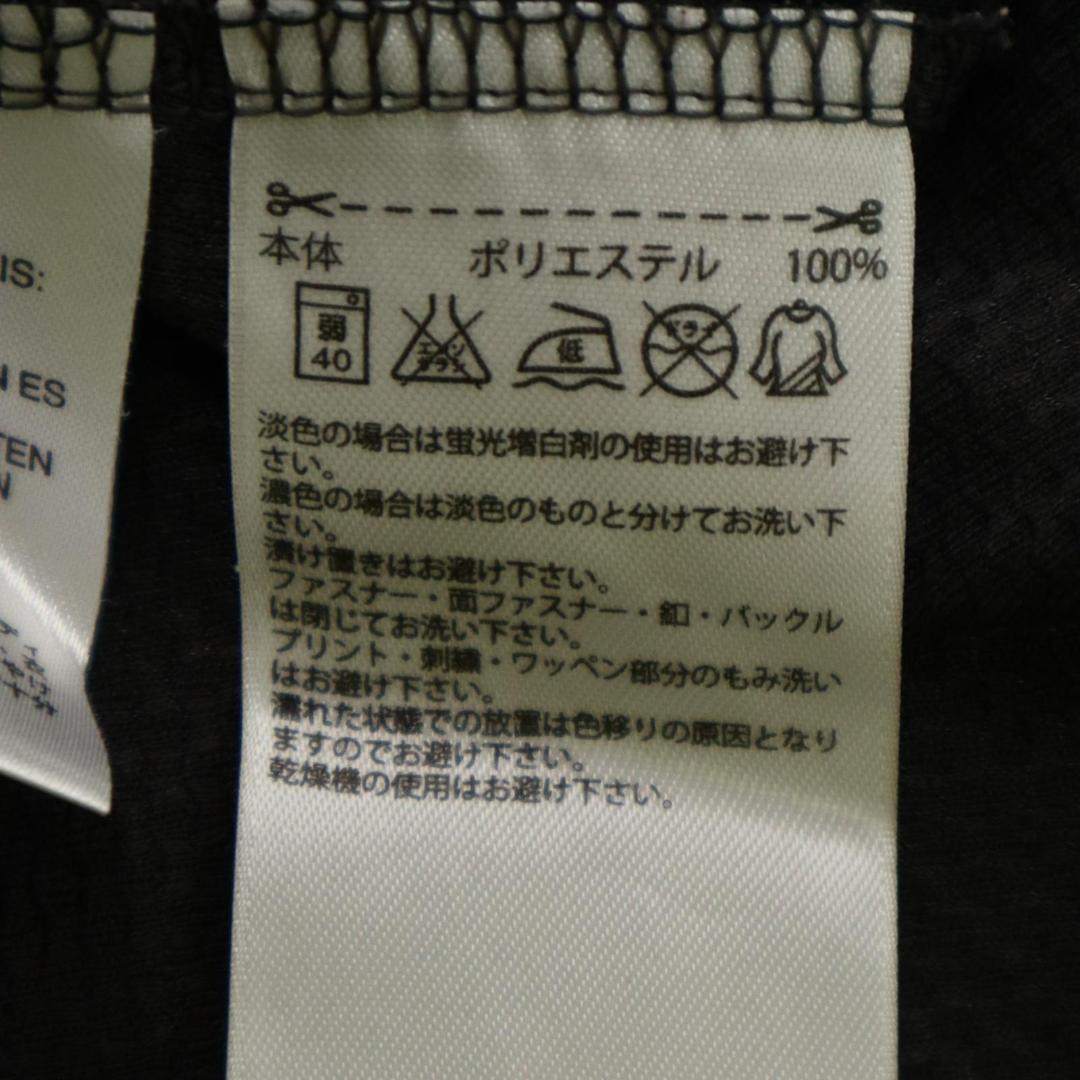 IS:
N ES
TEN
N
本体 ポリエステル 100%
弱
40
エンソ
サラシ
低
ドライ
淡色の場合は蛍光増白剤の使用はお避け下
さい。
濃色の場合は淡色のものと分けてお洗い下
さい。
漬け置きはお避け下さい。
ファスナー・面ファスナー・釦・バックル
は閉じてお洗い下さい。
プリント・刺繍・ワッペン部分のもみ洗い
はお避け下さい。
濡れた状態での放置は色移りの原因となり
ますのでお避け下さい。
乾燥機の使用はお避け下さい。